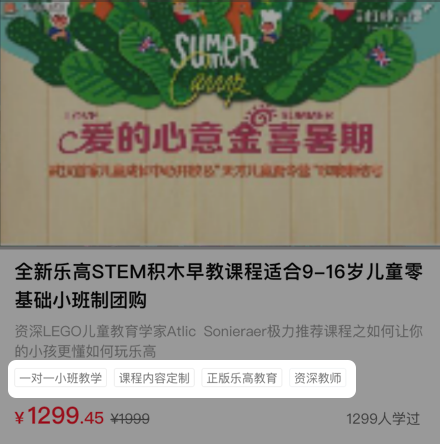 SUMMER
Camp
爱的心意金喜暑期
全新乐高STEM积木早教课程适合9-16岁儿童零
基础小班制团购
资深LEGO儿童教育学家Atlic Sonieraer极力推荐课程之如何让你
的小孩更懂如何玩乐高
一对一小班教学 课程内容定制 正版乐高教育 资深教师
¥1299.45 ¥1999 1299人学过